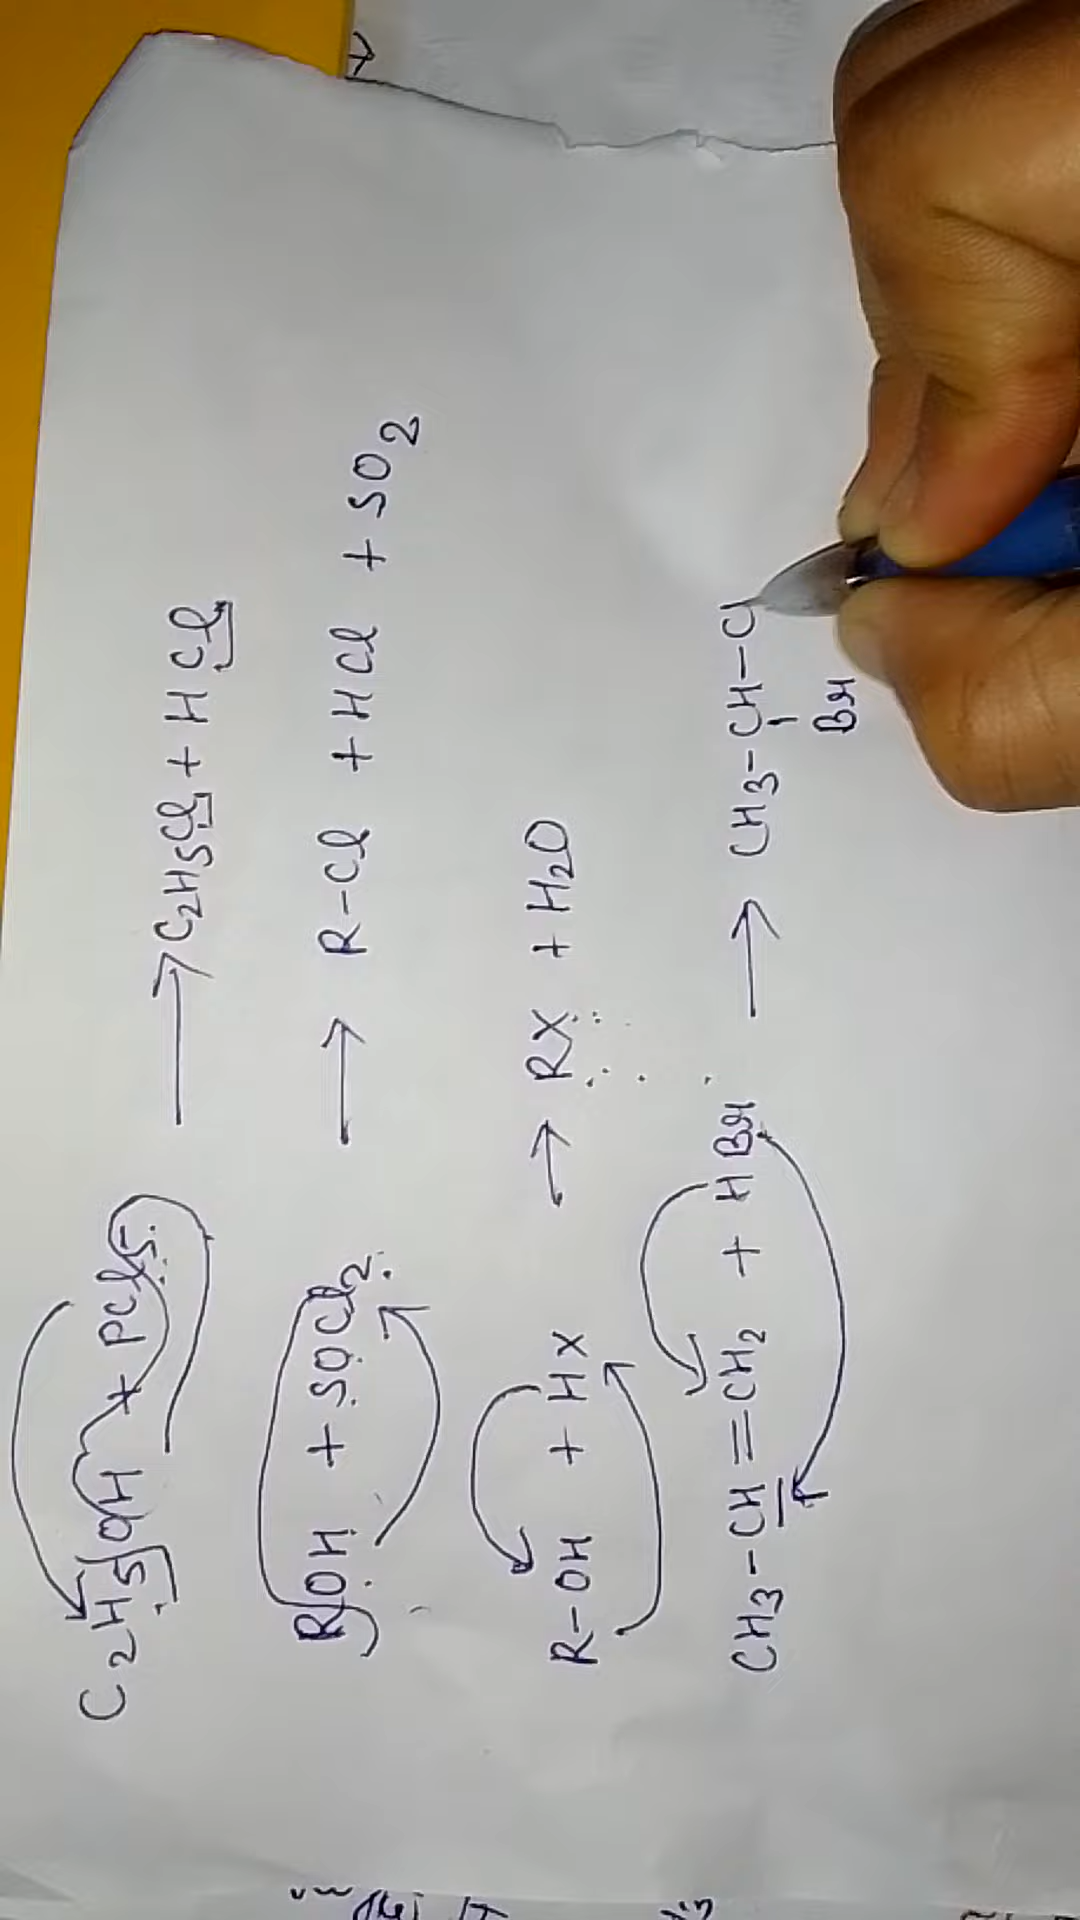 C2H5OH + PCl5 ⟶ C2H5Cl + HCl
ROH + SOCl2 ⟶ R-Cl + HCl + SO2
R-OH + HX ⟶ RX + H2O
CH3-CH=CH2 + HBr ⟶ CH3-CH-C
Br